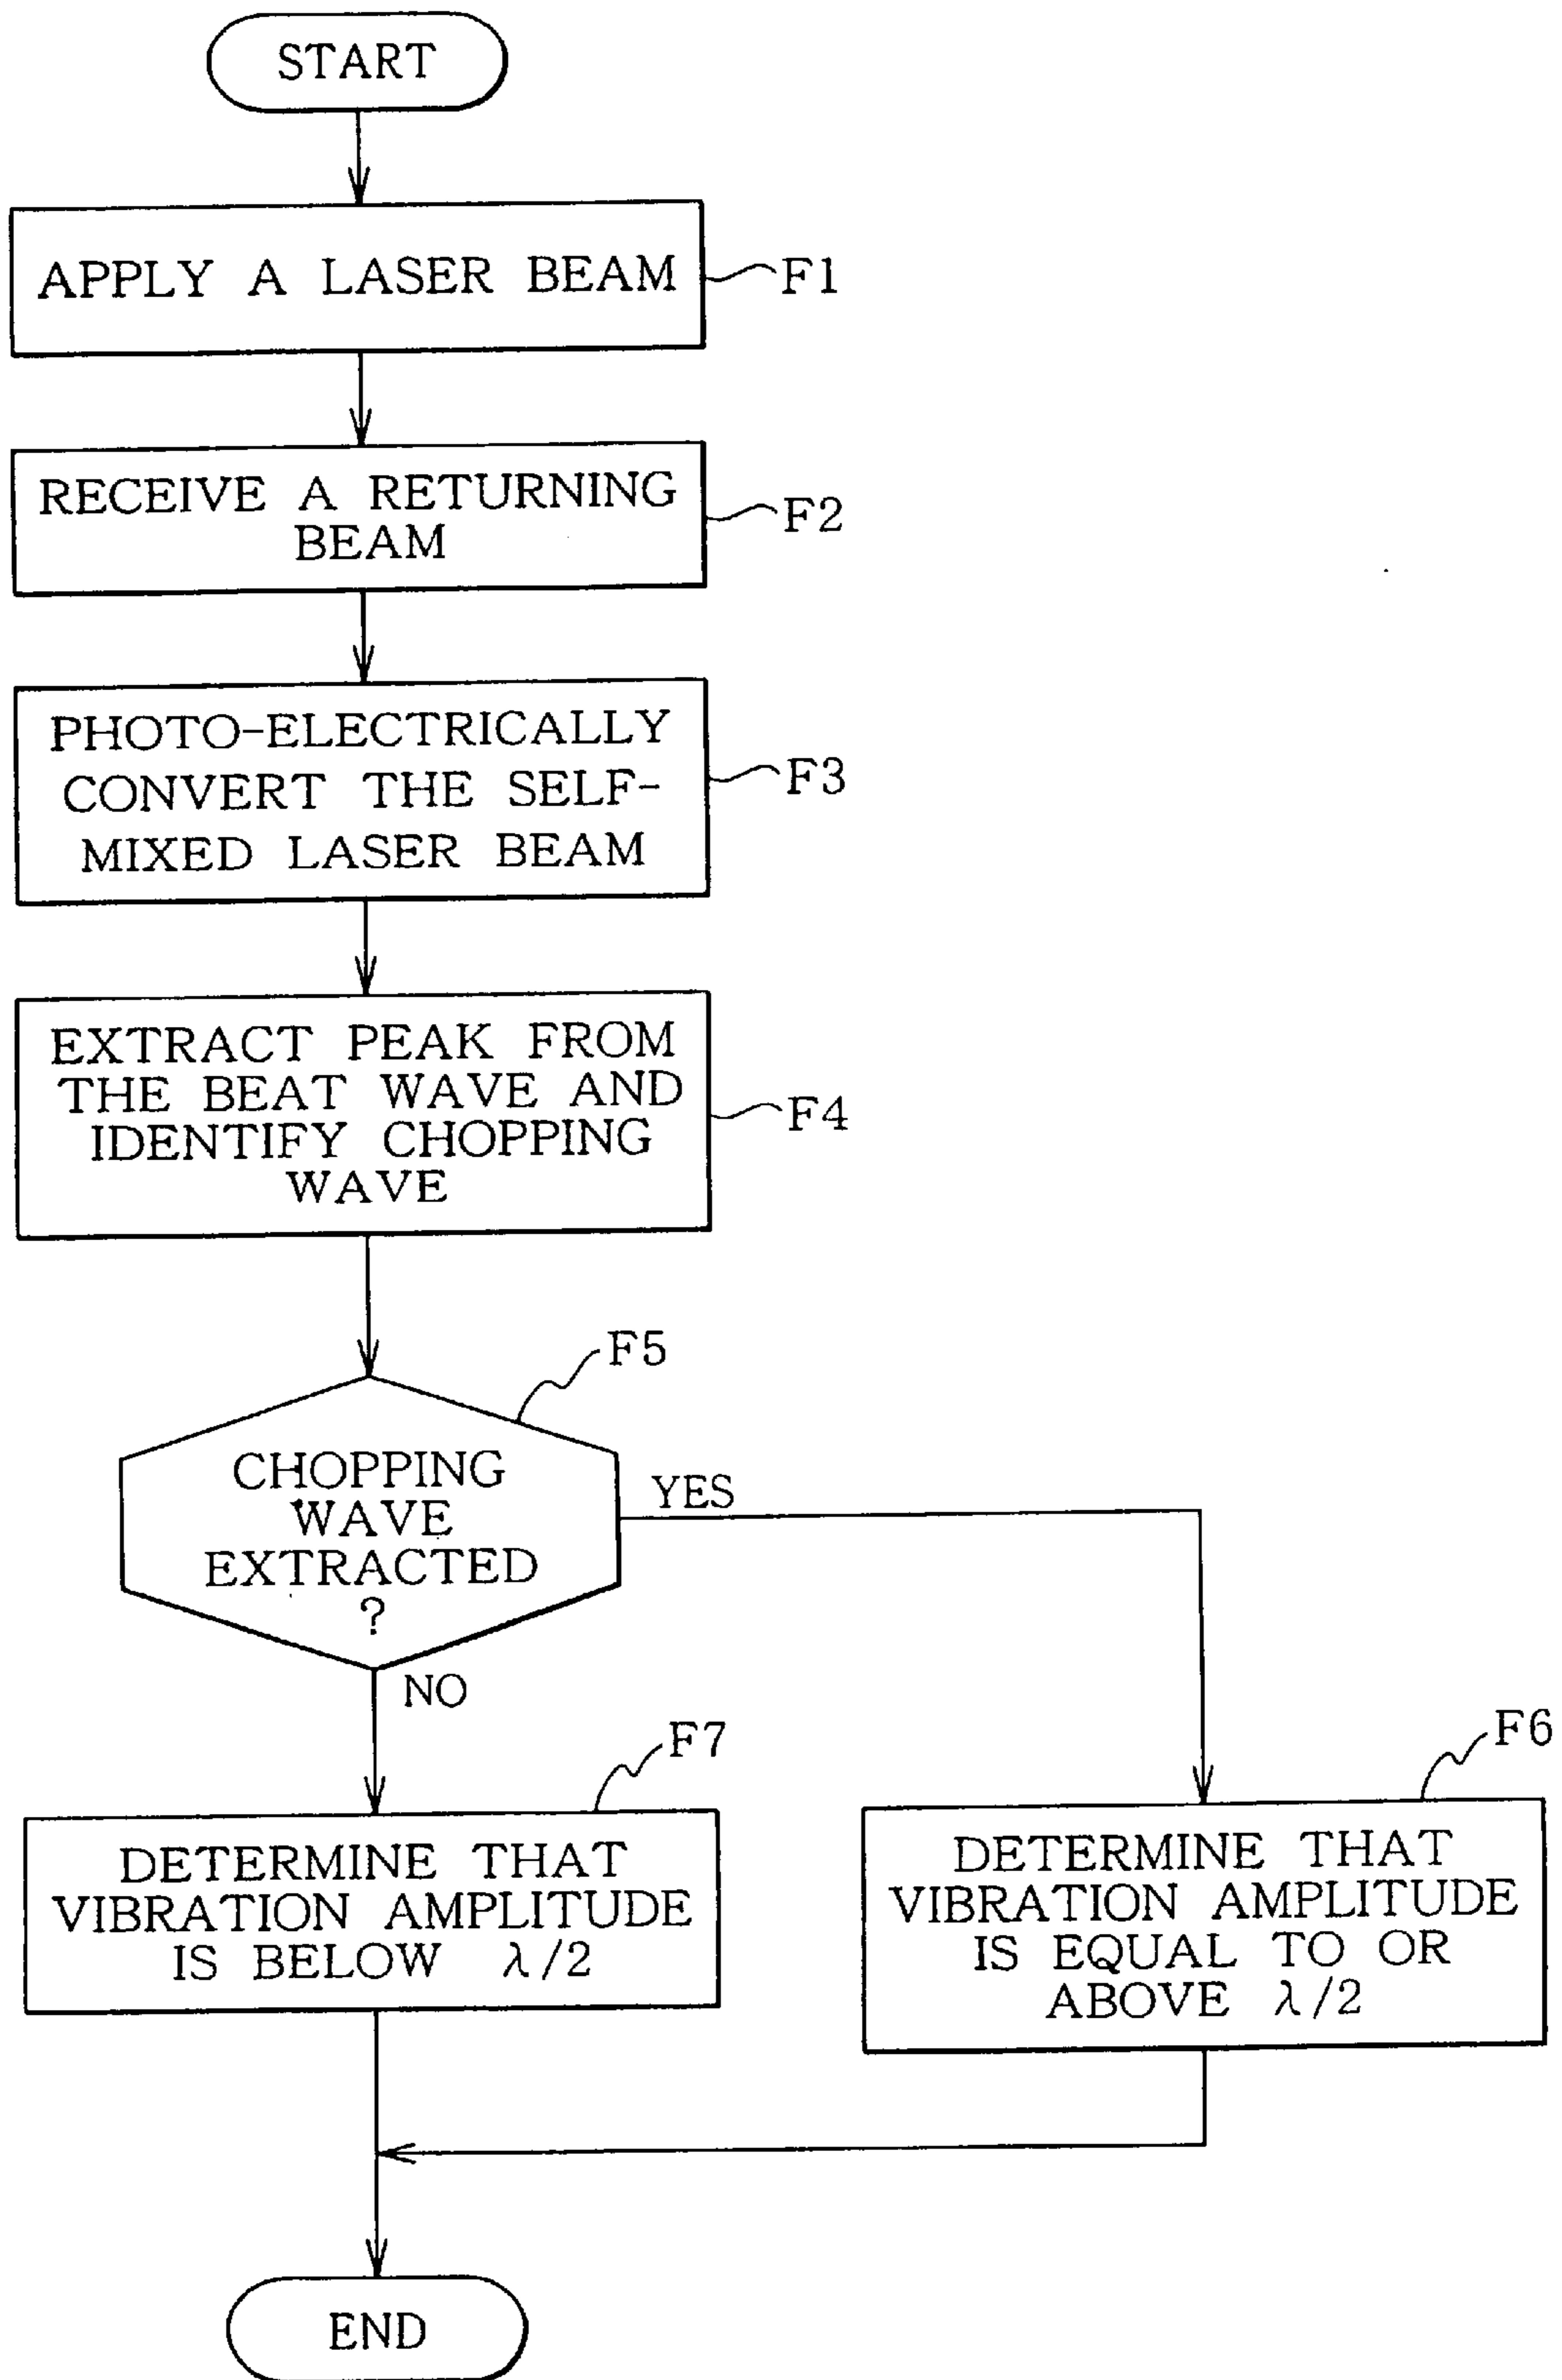 START
APPLY A LASER BEAM
F1
RECEIVE A RETURNING
BEAM
F2
PHOTO-ELECTRICALLY
CONVERT THE SELF-
MIXED LASER BEAM
F3
EXTRACT PEAK FROM
THE BEAT WAVE AND
IDENTIFY CHOPPING
WAVE
F4
F5
CHOPPING
WAVE
EXTRACTED
?
YES
NO
F7
DETERMINE THAT
VIBRATION AMPLITUDE
IS BELOW λ/2
F6
DETERMINE THAT
VIBRATION AMPLITUDE
IS EQUAL TO OR
ABOVE λ/2
END